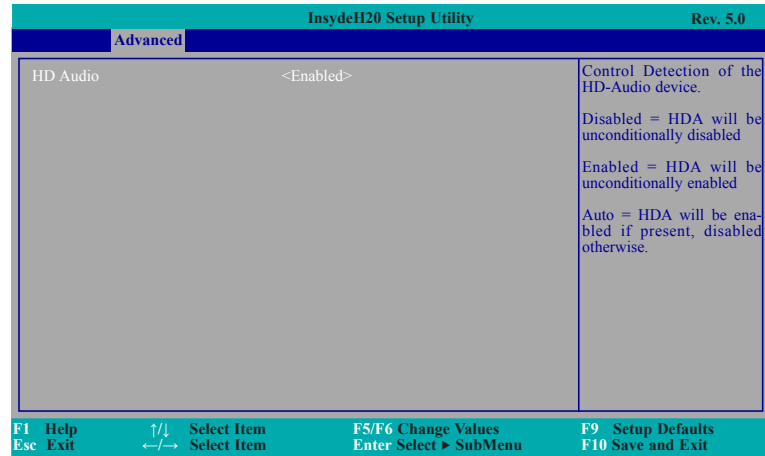 InsydeH20 Setup Utility Rev. 5.0
Advanced
HD Audio <Enabled>
Control Detection of the
HD-Audio device.
Disabled = HDA will be
unconditionally disabled
Enabled = HDA will be
unconditionally enabled
Auto = HDA will be ena-
bled if present, disabled
otherwise.
F1 Help ↑/↓ Select Item F5/F6 Change Values F9 Setup Defaults
Esc Exit ←/→ Select Item Enter Select ▶ SubMenu F10 Save and Exit